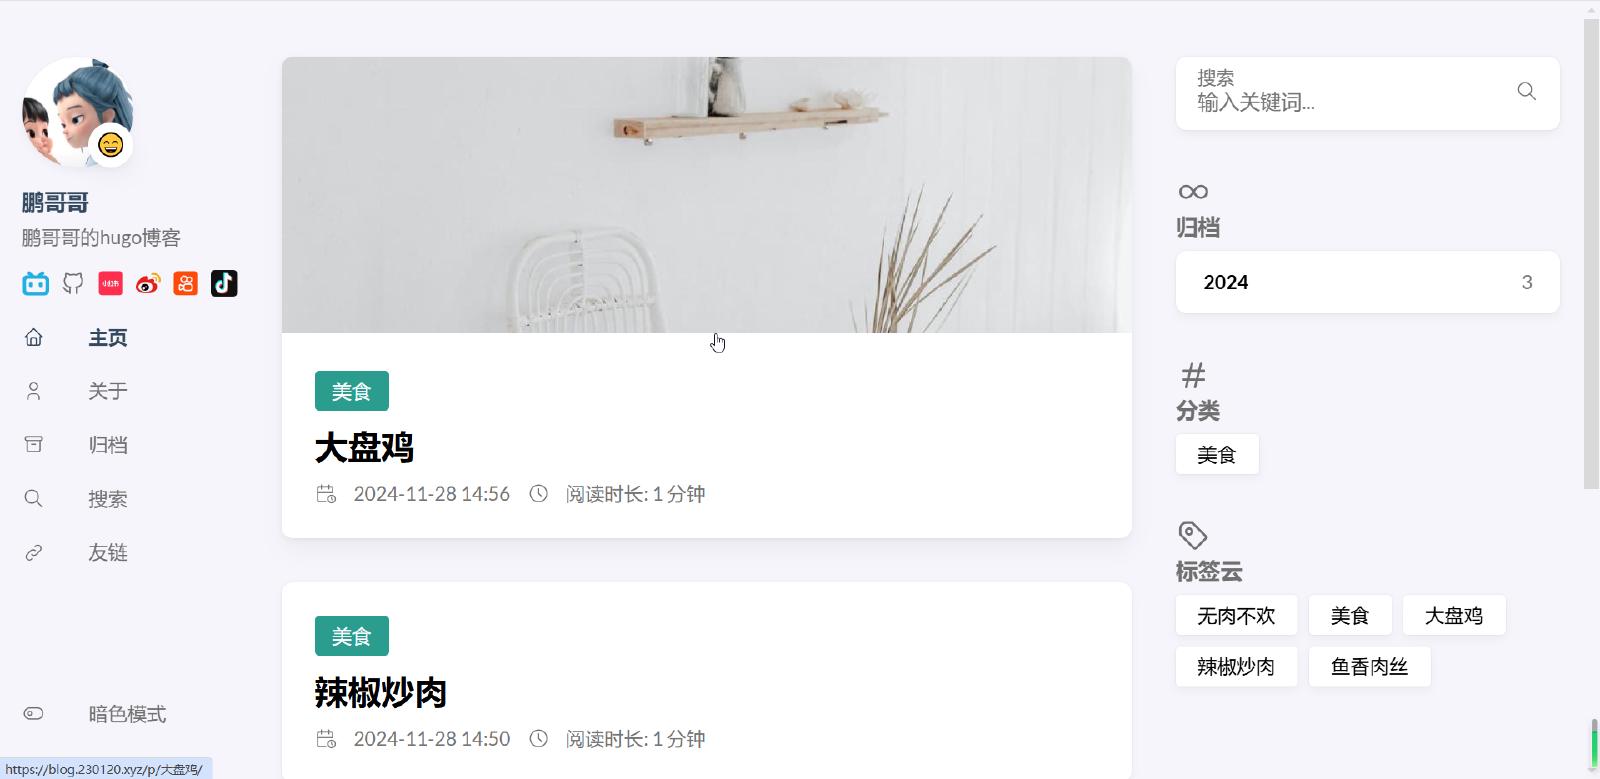 鹏哥哥
鹏哥哥的hugo博客
小红书
主页
关于
归档
搜索
友链
暗色模式
美食
大盘鸡
2024-11-28 14:56 阅读时长: 1 分钟
美食
辣椒炒肉
2024-11-28 14:50 阅读时长: 1 分钟
搜索
输入关键词...
归档
2024 3
分类
美食
标签云
无肉不欢 美食 大盘鸡
辣椒炒肉 鱼香肉丝
https://blog.230120.xyz/p/大盘鸡/